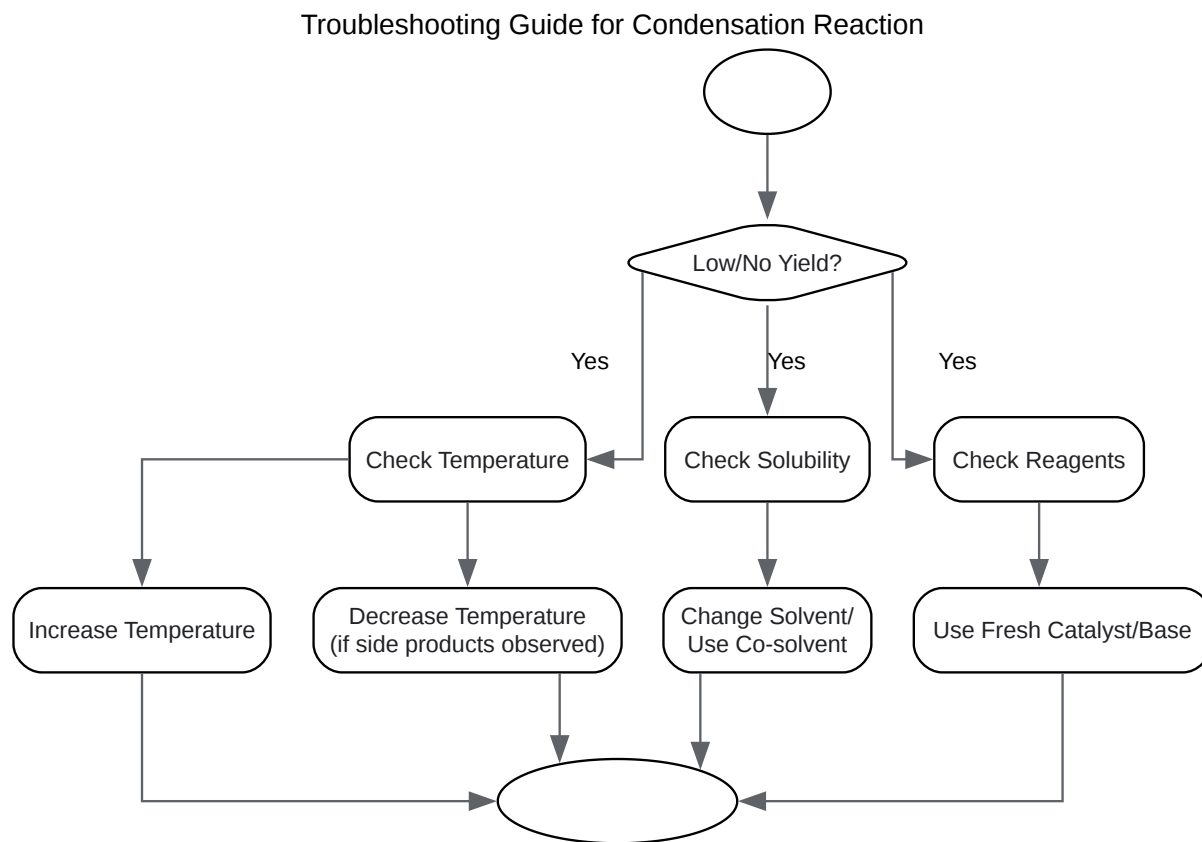 Troubleshooting Guide for Condensation Reaction
Low/No Yield?
Yes
Yes
Yes
Check Temperature
Check Solubility
Check Reagents
Increase Temperature
Decrease Temperature
(if side products observed)
Change Solvent/
Use Co-solvent
Use Fresh Catalyst/Base